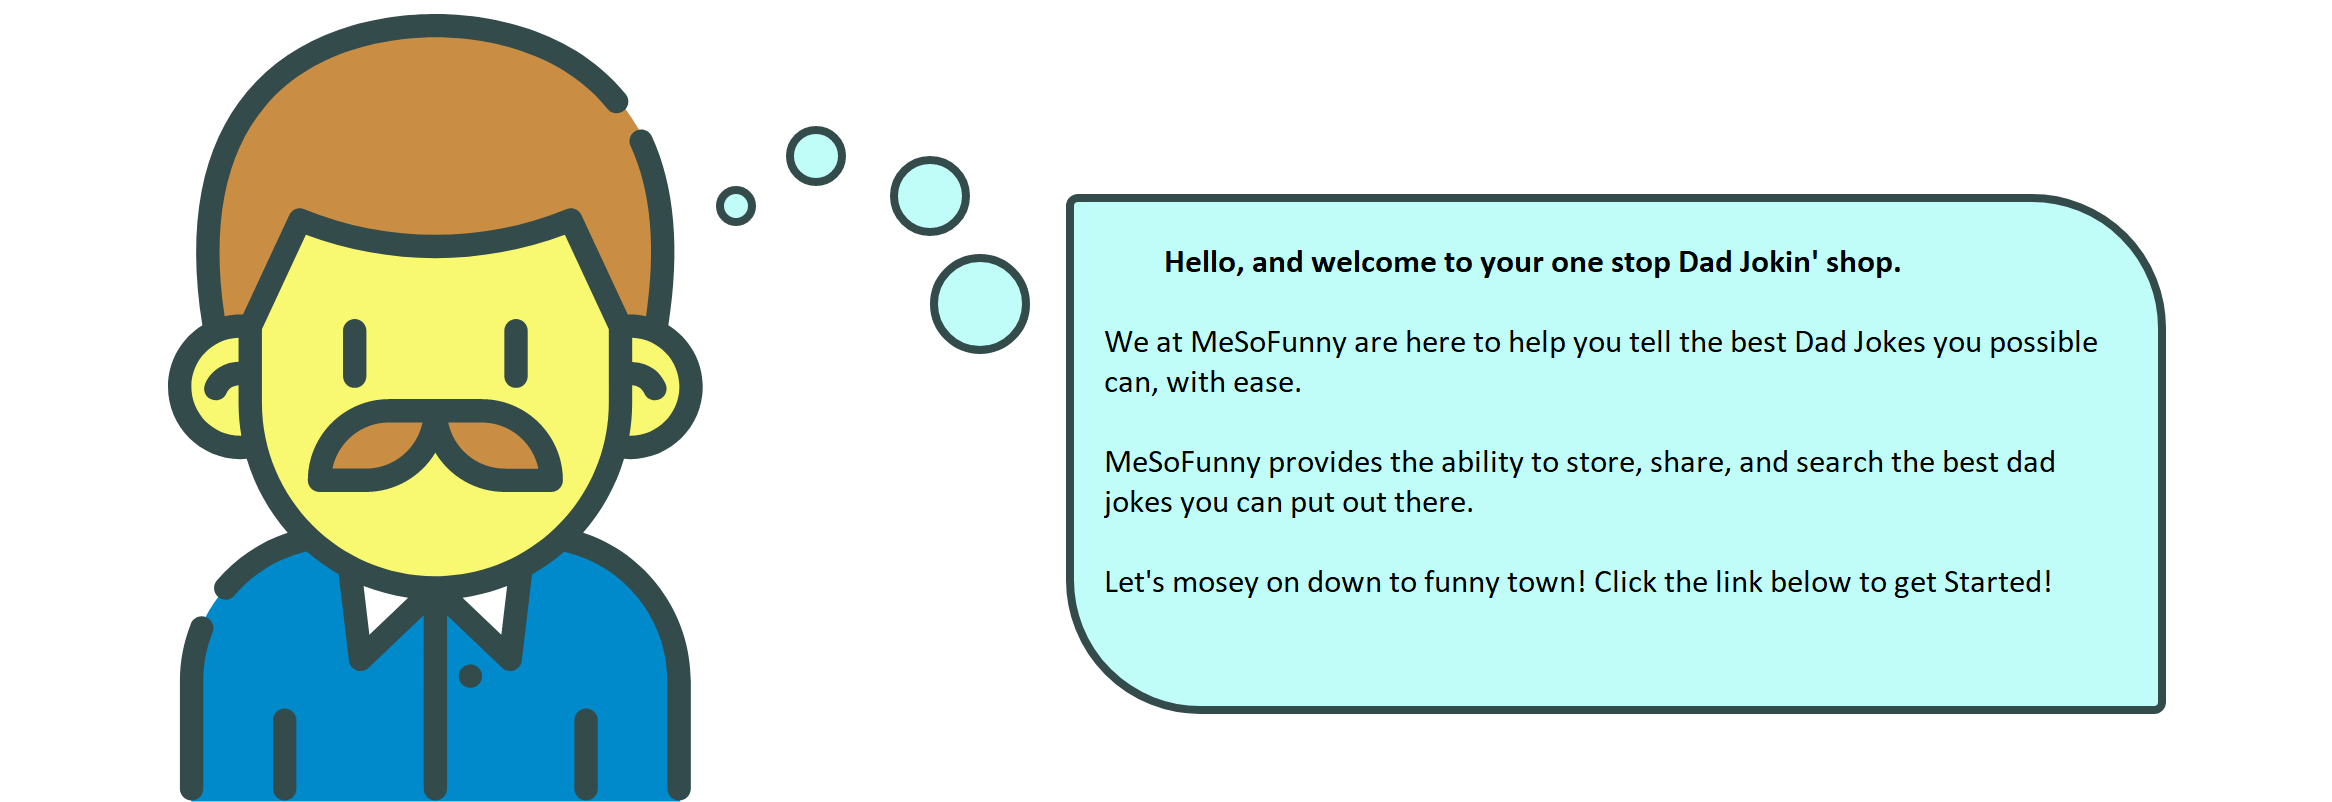 Hello, and welcome to your one stop Dad Jokin' shop.
We at MeSoFunny are here to help you tell the best Dad Jokes you possible
can, with ease.
MeSoFunny provides the ability to store, share, and search the best dad
jokes you can put out there.
Let's mosey on down to funny town! Click the link below to get Started!